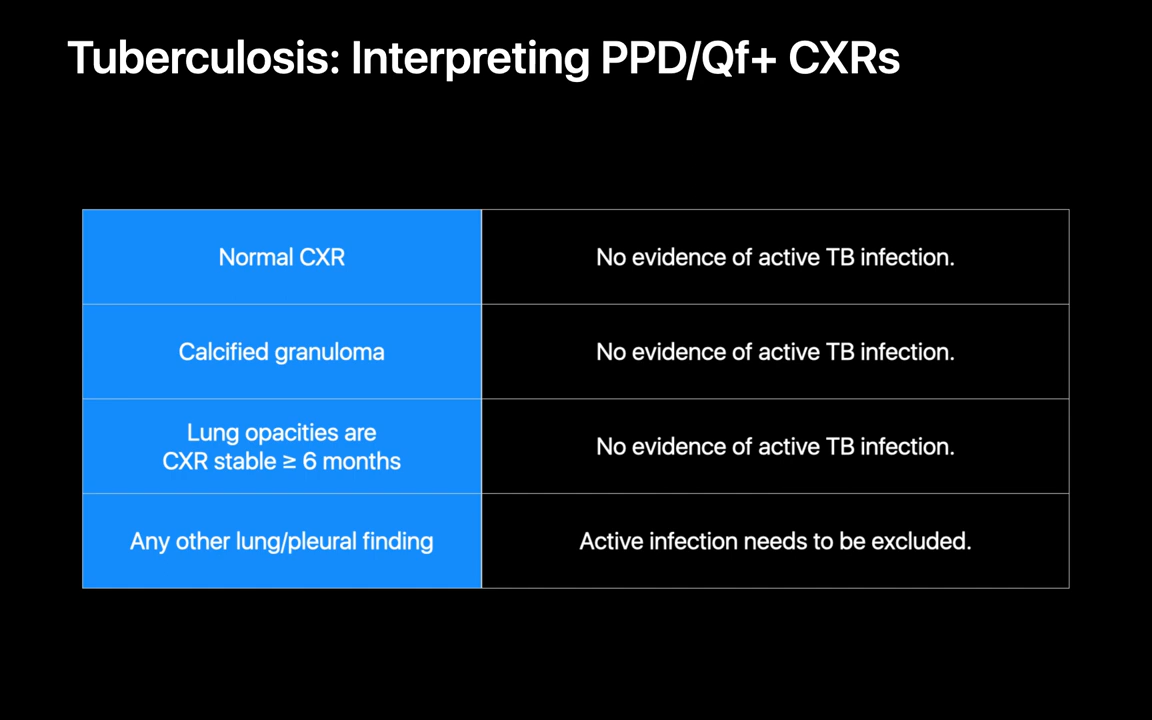 Tuberculosis: Interpreting PPD/Qf+ CXRs
Normal CXR
No evidence of active TB infection.
Calcified granuloma
No evidence of active TB infection.
Lung opacities are
CXR stable ≥ 6 months
No evidence of active TB infection.
Any other lung/pleural finding
Active infection needs to be excluded.